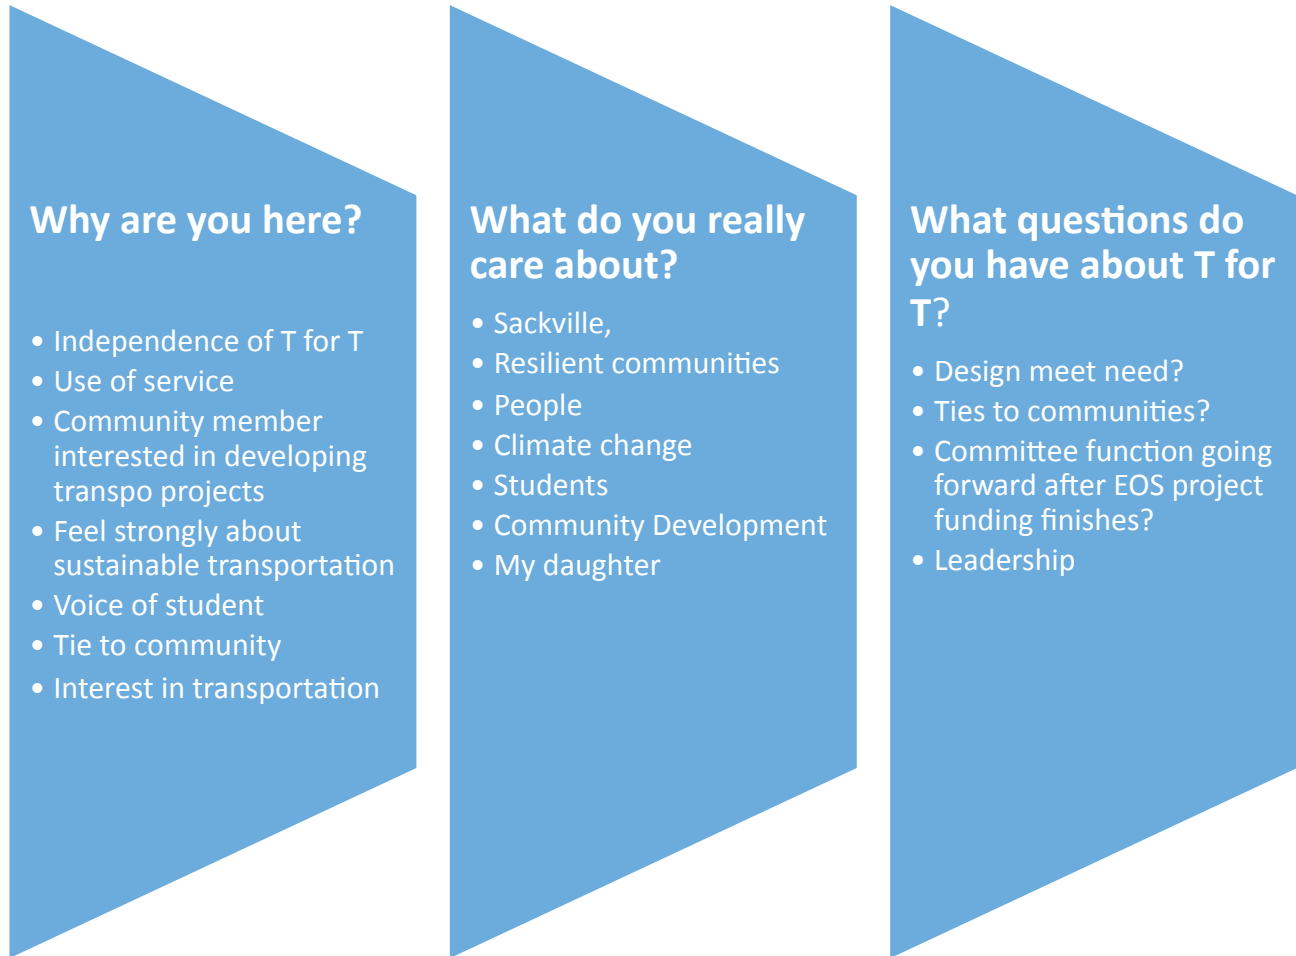 Why are you here?
• Independence of T for T
• Use of service
• Community member
interested in developing
transpo projects
• Feel strongly about
sustainable transportation
• Voice of student
• Tie to community
• Interest in transportation
What do you really
care about?
• Sackville,
• Resilient communities
• People
• Climate change
• Students
• Community Development
• My daughter
What questions do
you have about T for
T?
• Design meet need?
• Ties to communities?
• Committee function going
forward after EOS project
funding finishes?
• Leadership